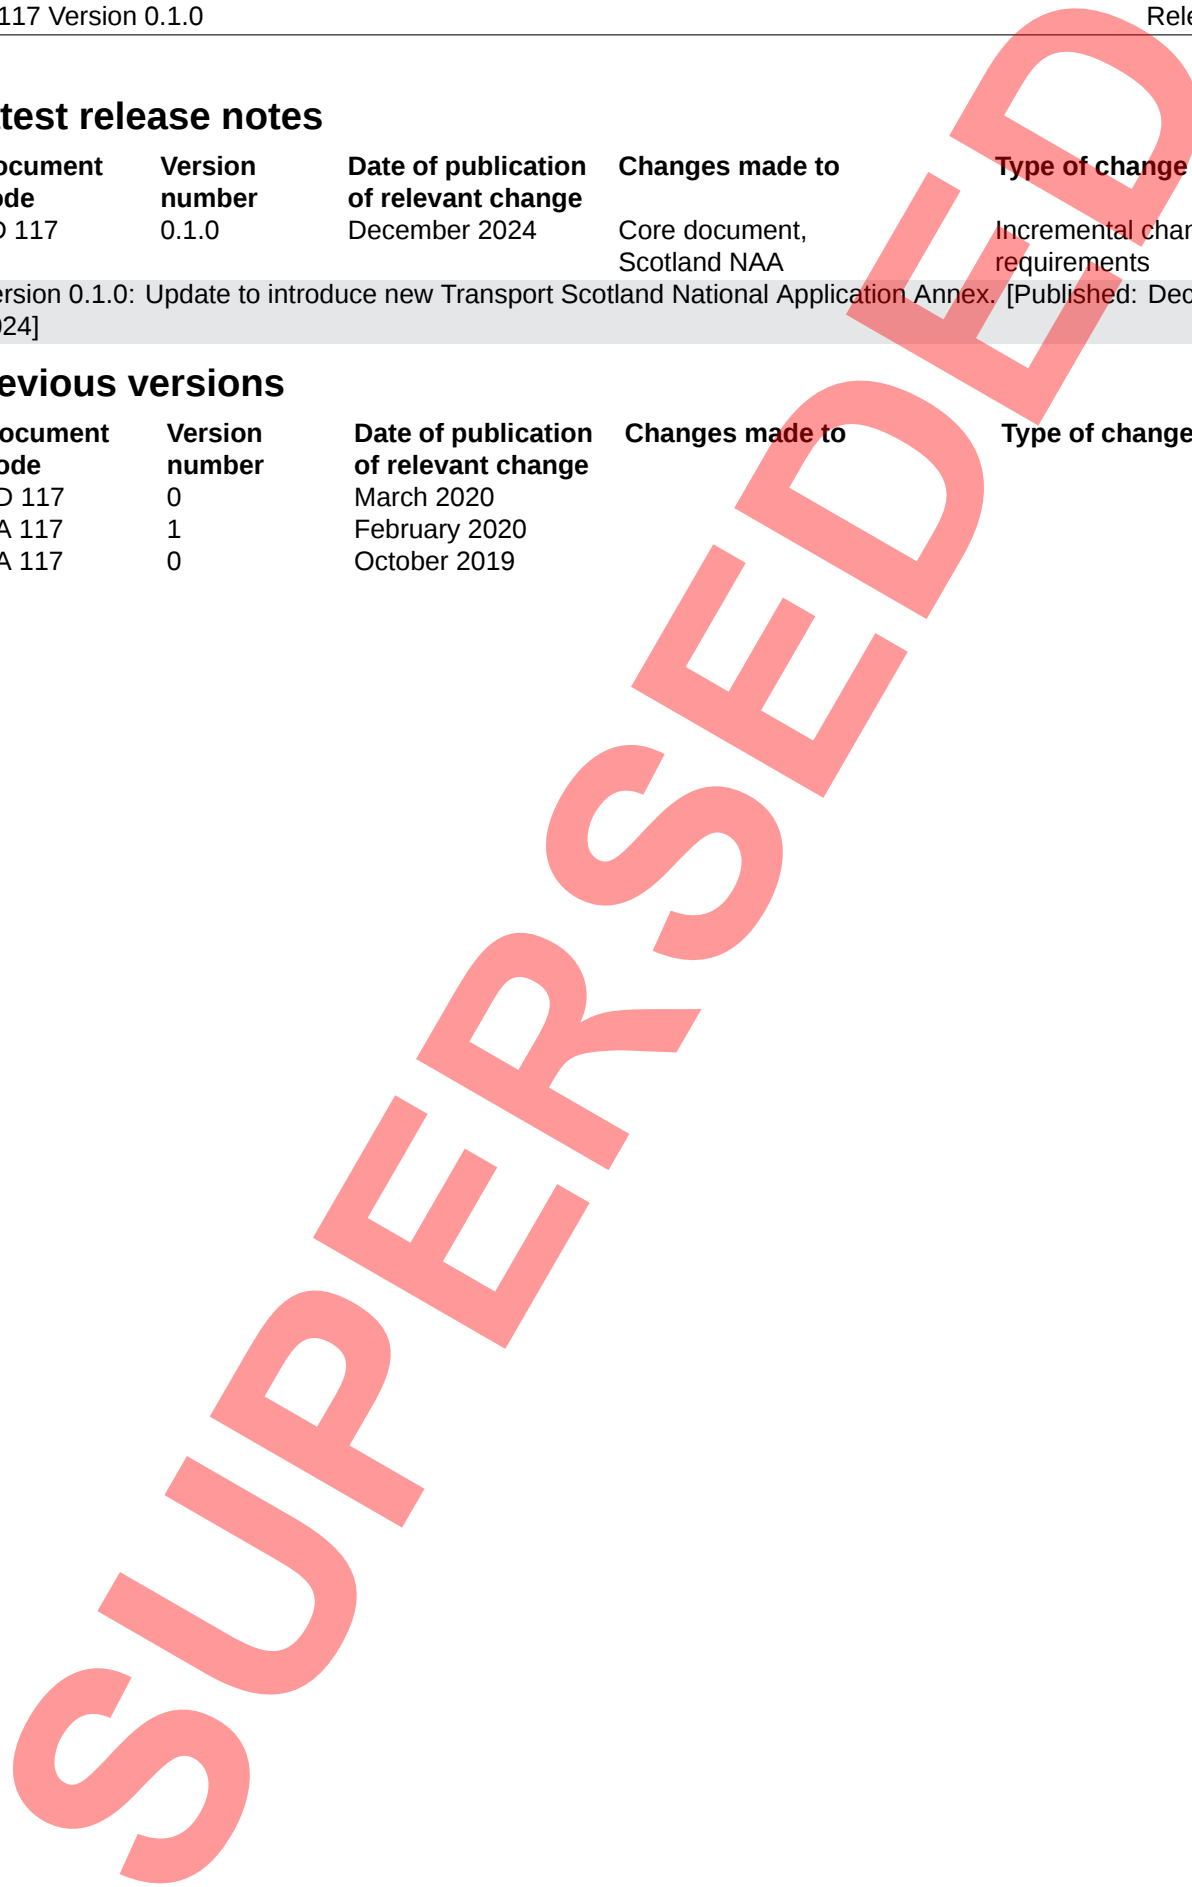 117 Version 0.1.0 Rele
test release notes
ocument Version Date of publication Changes made to Type of change
ode number of relevant change
D 117 0.1.0 December 2024 Core document, Incremental chan
Scotland NAA requirements
ersion 0.1.0: Update to introduce new Transport Scotland National Application Annex. [Published: Dec
024]
evious versions
ocument Version Date of publication Changes made to Type of change
ode number of relevant change
D 117 0 March 2020
A 117 1 February 2020
A 117 0 October 2019
SUPERSEDED